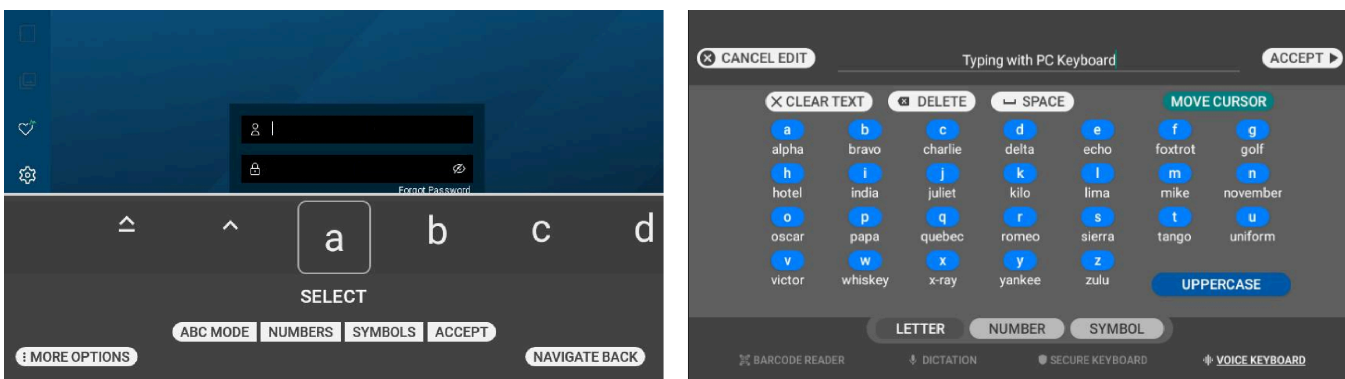 Forgot Password
a b c d
SELECT
ABC MODE NUMBERS SYMBOLS ACCEPT
MORE OPTIONS NAVIGATE BACK
CANCEL EDIT Typing with PC Keyboard ACCEPT
CLEAR TEXT DELETE SPACE MOVE CURSOR
a b c d e f g
alpha bravo charlie delta echo foxtrot golf
h i j k l m n
hotel india juliet kilo lima mike november
o p q r s t u
oscar papa quebec romeo sierra tango uniform
v w x y z
victor whiskey x-ray yankee zulu UPPERCASE
LETTER NUMBER SYMBOL
BARCODE READER DICTATION SECURE KEYBOARD VOICE KEYBOARD